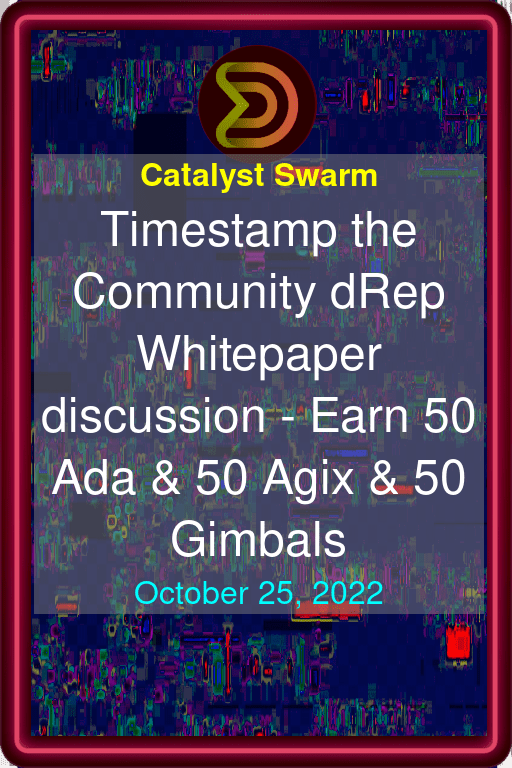 Catalyst Swarm
Timestamp the
Community dRep
Whitepaper
discussion - Earn 50
Ada & 50 Agix & 50
Gimbals
October 25, 2022